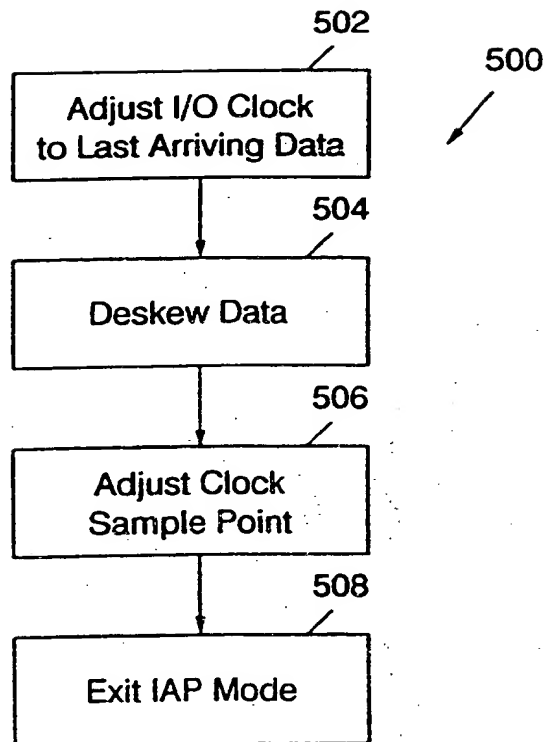 502
500
Adjust I/O Clock
to Last Arriving Data
504
Deskew Data
506
Adjust Clock
Sample Point
508
Exit IAP Mode